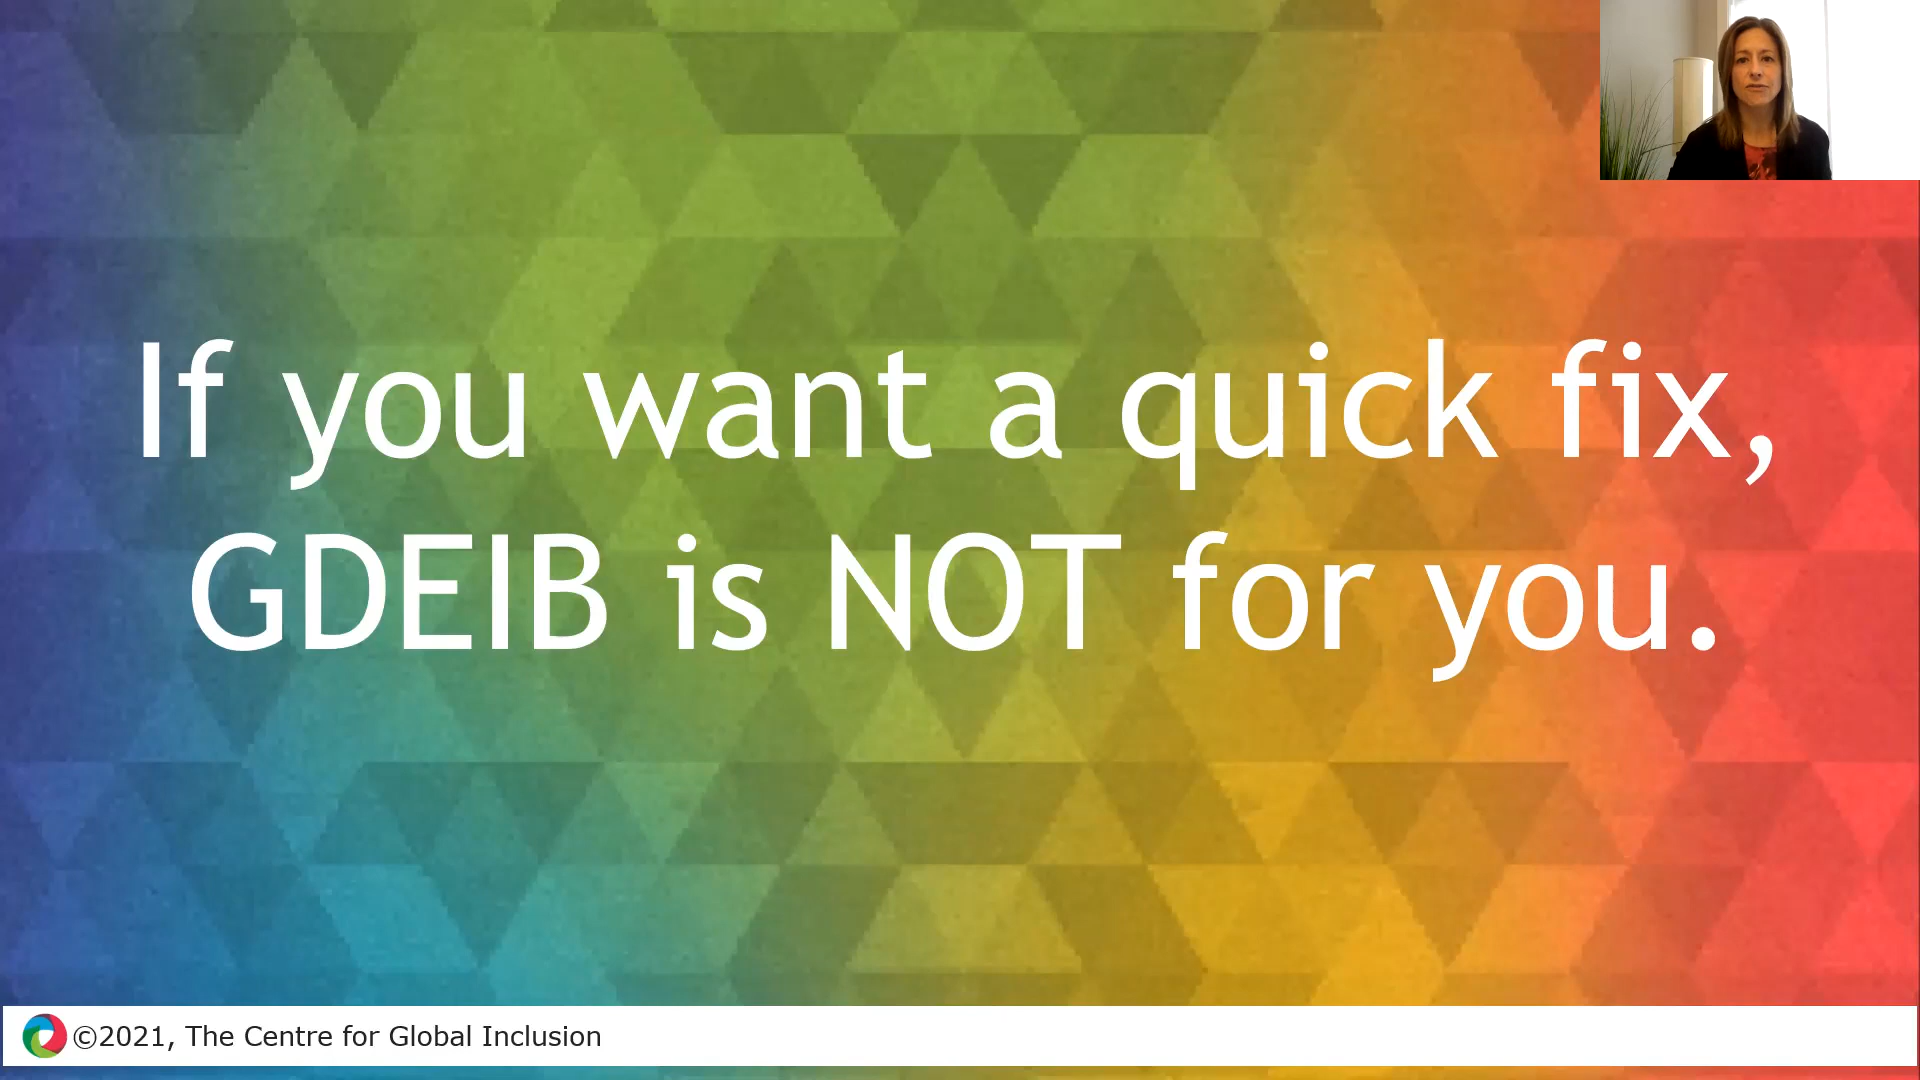 If you want a quick fix,
GDEIB is NOT for you.
©2021, The Centre for Global Inclusion